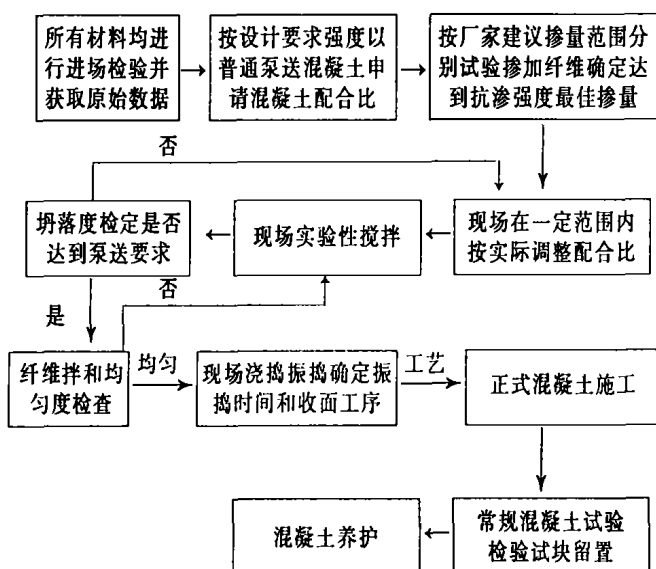 所有材料均进
行进场检验并
获取原始数据
按设计要求强度以
普通泵送混凝土申
请混凝土配合比
按厂家建议掺量范围分
别试验掺加纤维确定达
到抗渗强度最佳掺量
否
坍落度检定是否
达到泵送要求
现场实验性搅拌
现场在一定范围内
按实际调整配合比
是
否
纤维拌和均
匀度检查
均匀
现场浇捣振捣确定振
捣时间和收面工序
工艺
正式混凝土施工
混凝土养护
常规混凝土试验
检验试块留置